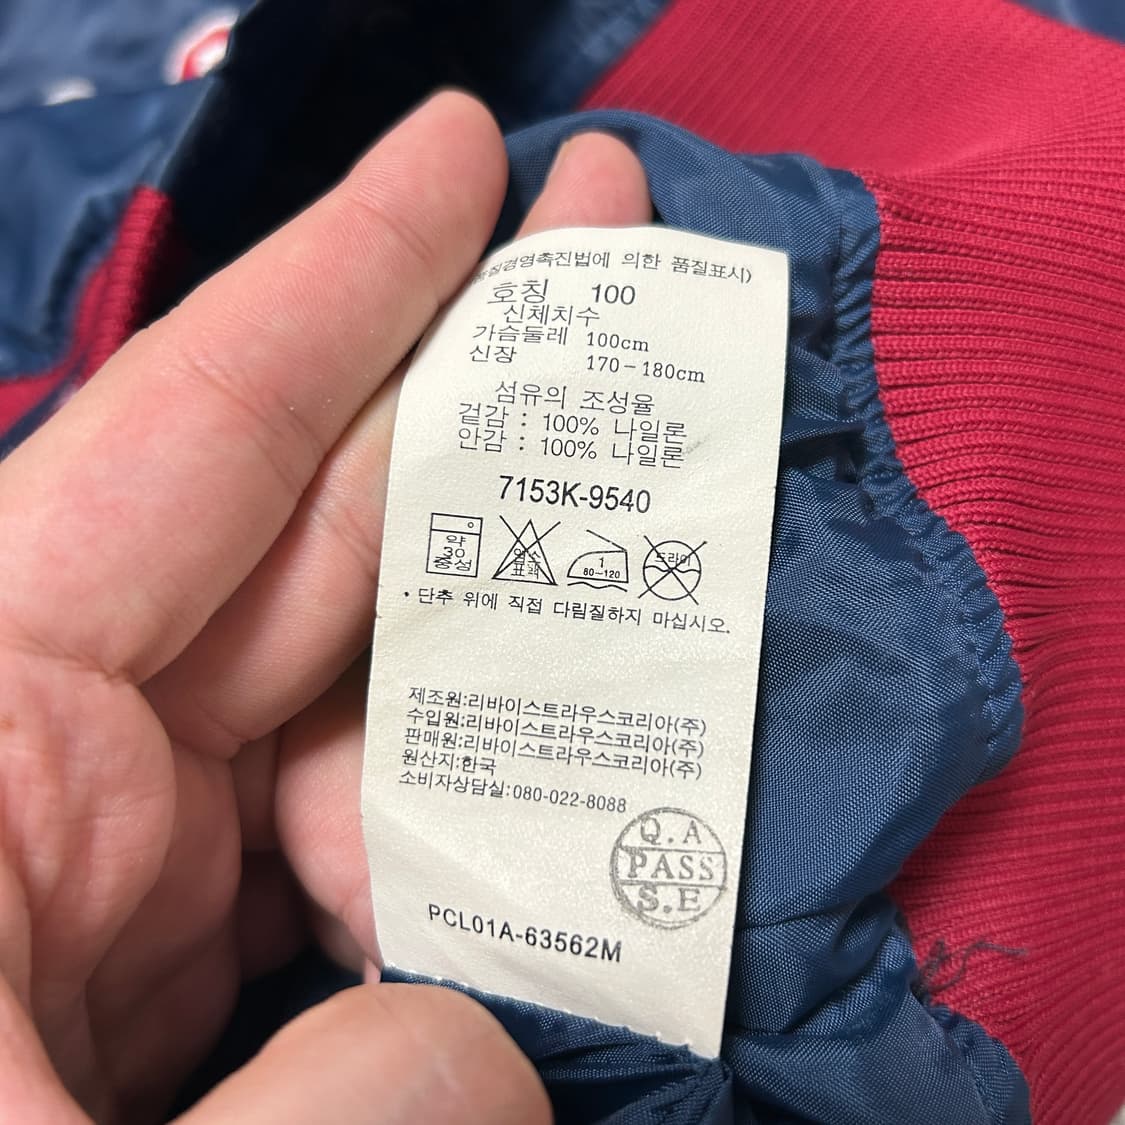 품질경영촉진법에 의한 품질표시)
호칭 100
신체치수
가슴둘레 100cm
신장 170-180cm
섬유의 조성율
겉감 : 100% 나일론
안감 : 100% 나일론
7153K-9540
약 30 중성
염소 표백
1 80-120
드라이
• 단추 위에 직접 다림질하지 마십시오.
제조원:리바이스트라우스코리아(주)
수입원:리바이스트라우스코리아(주)
판매원:리바이스트라우스코리아(주)
원산지:한국
소비자상담실:080-022-8088
Q.A
PASS
S.E
PCL01A-63562M